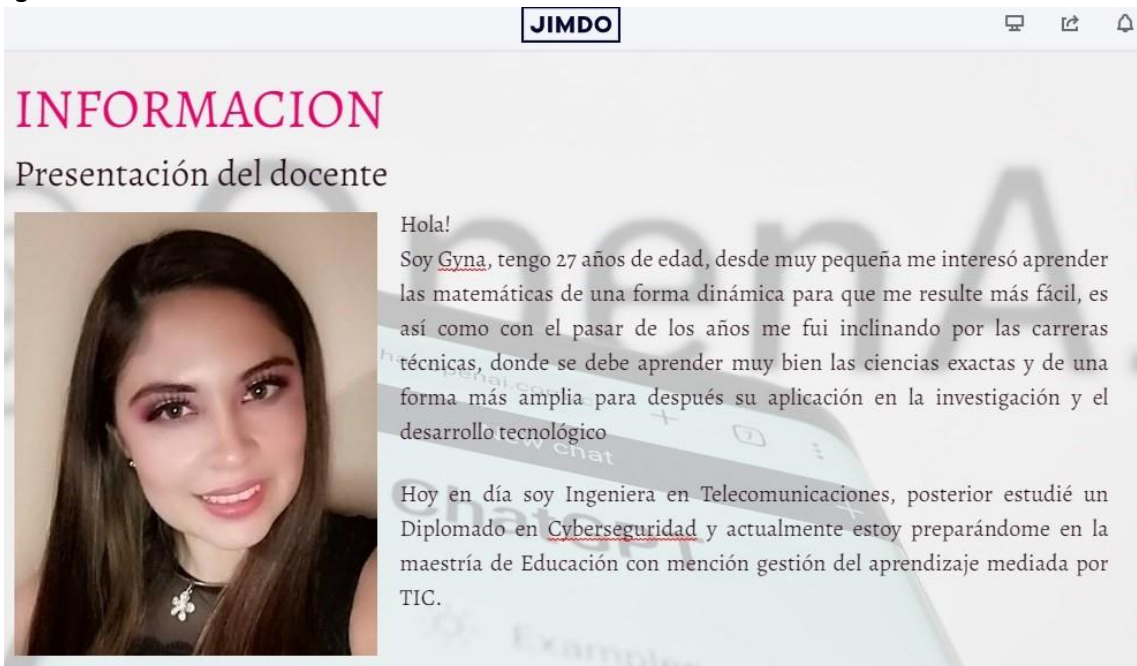 JIMDO
INFORMACION
Presentación del docente
Hola!
Soy Gyna, tengo 27 años de edad, desde muy pequeña me interesó aprender
las matemáticas de una forma dinámica para que me resulte más fácil, es
así como con el pasar de los años me fui inclinando por las carreras
técnicas, donde se debe aprender muy bien las ciencias exactas y de una
forma más amplia para después su aplicación en la investigación y el
desarrollo tecnológico
Hoy en día soy Ingeniera en Telecomunicaciones, posterior estudié un
Diplomado en Cyberseguridad y actualmente estoy preparándome en la
maestría de Educación con mención gestión del aprendizaje mediada por
TIC.
OpenA
New chat
ChatGPT
Examples